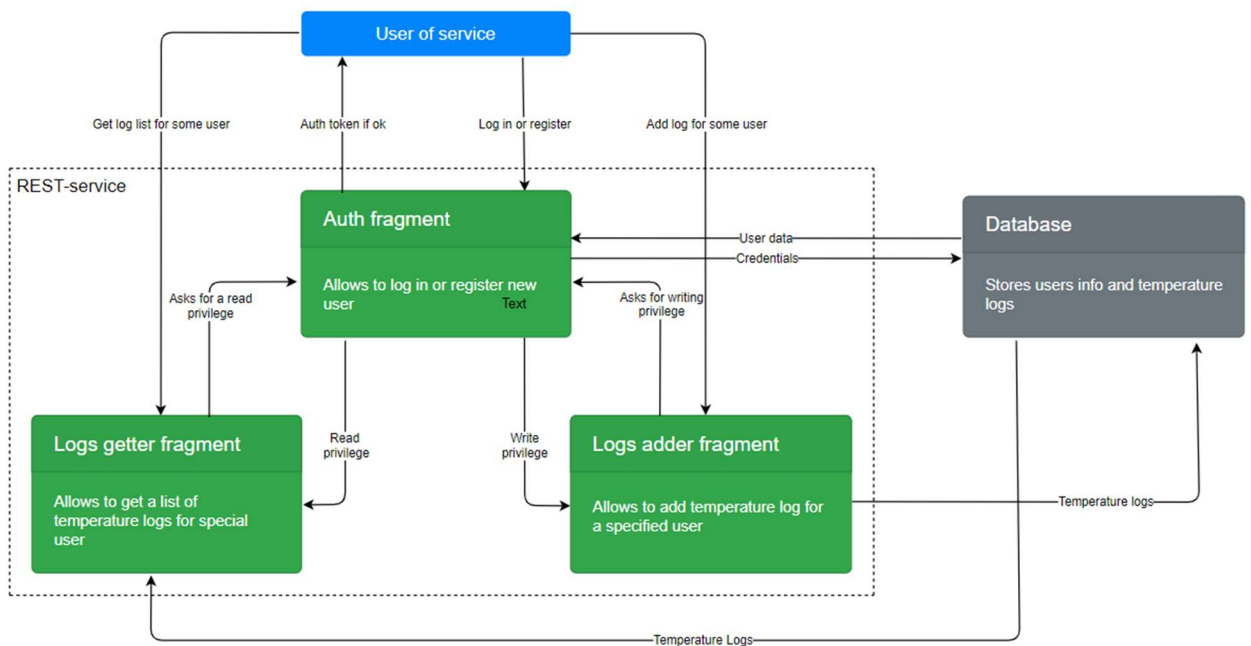 User of service
Get log list for some user
Auth token if ok
Log in or register
Add log for some user
REST-service
Auth fragment
Allows to log in or register new
user
Text
Database
Stores users info and temperature
logs
User data
Credentials
Asks for a read
privilege
Asks for writing
privilege
Read
privilege
Write
privilege
Logs getter fragment
Allows to get a list of
temperature logs for special
user
Logs adder fragment
Allows to add temperature log for
a specified user
Temperature logs
Temperature Logs